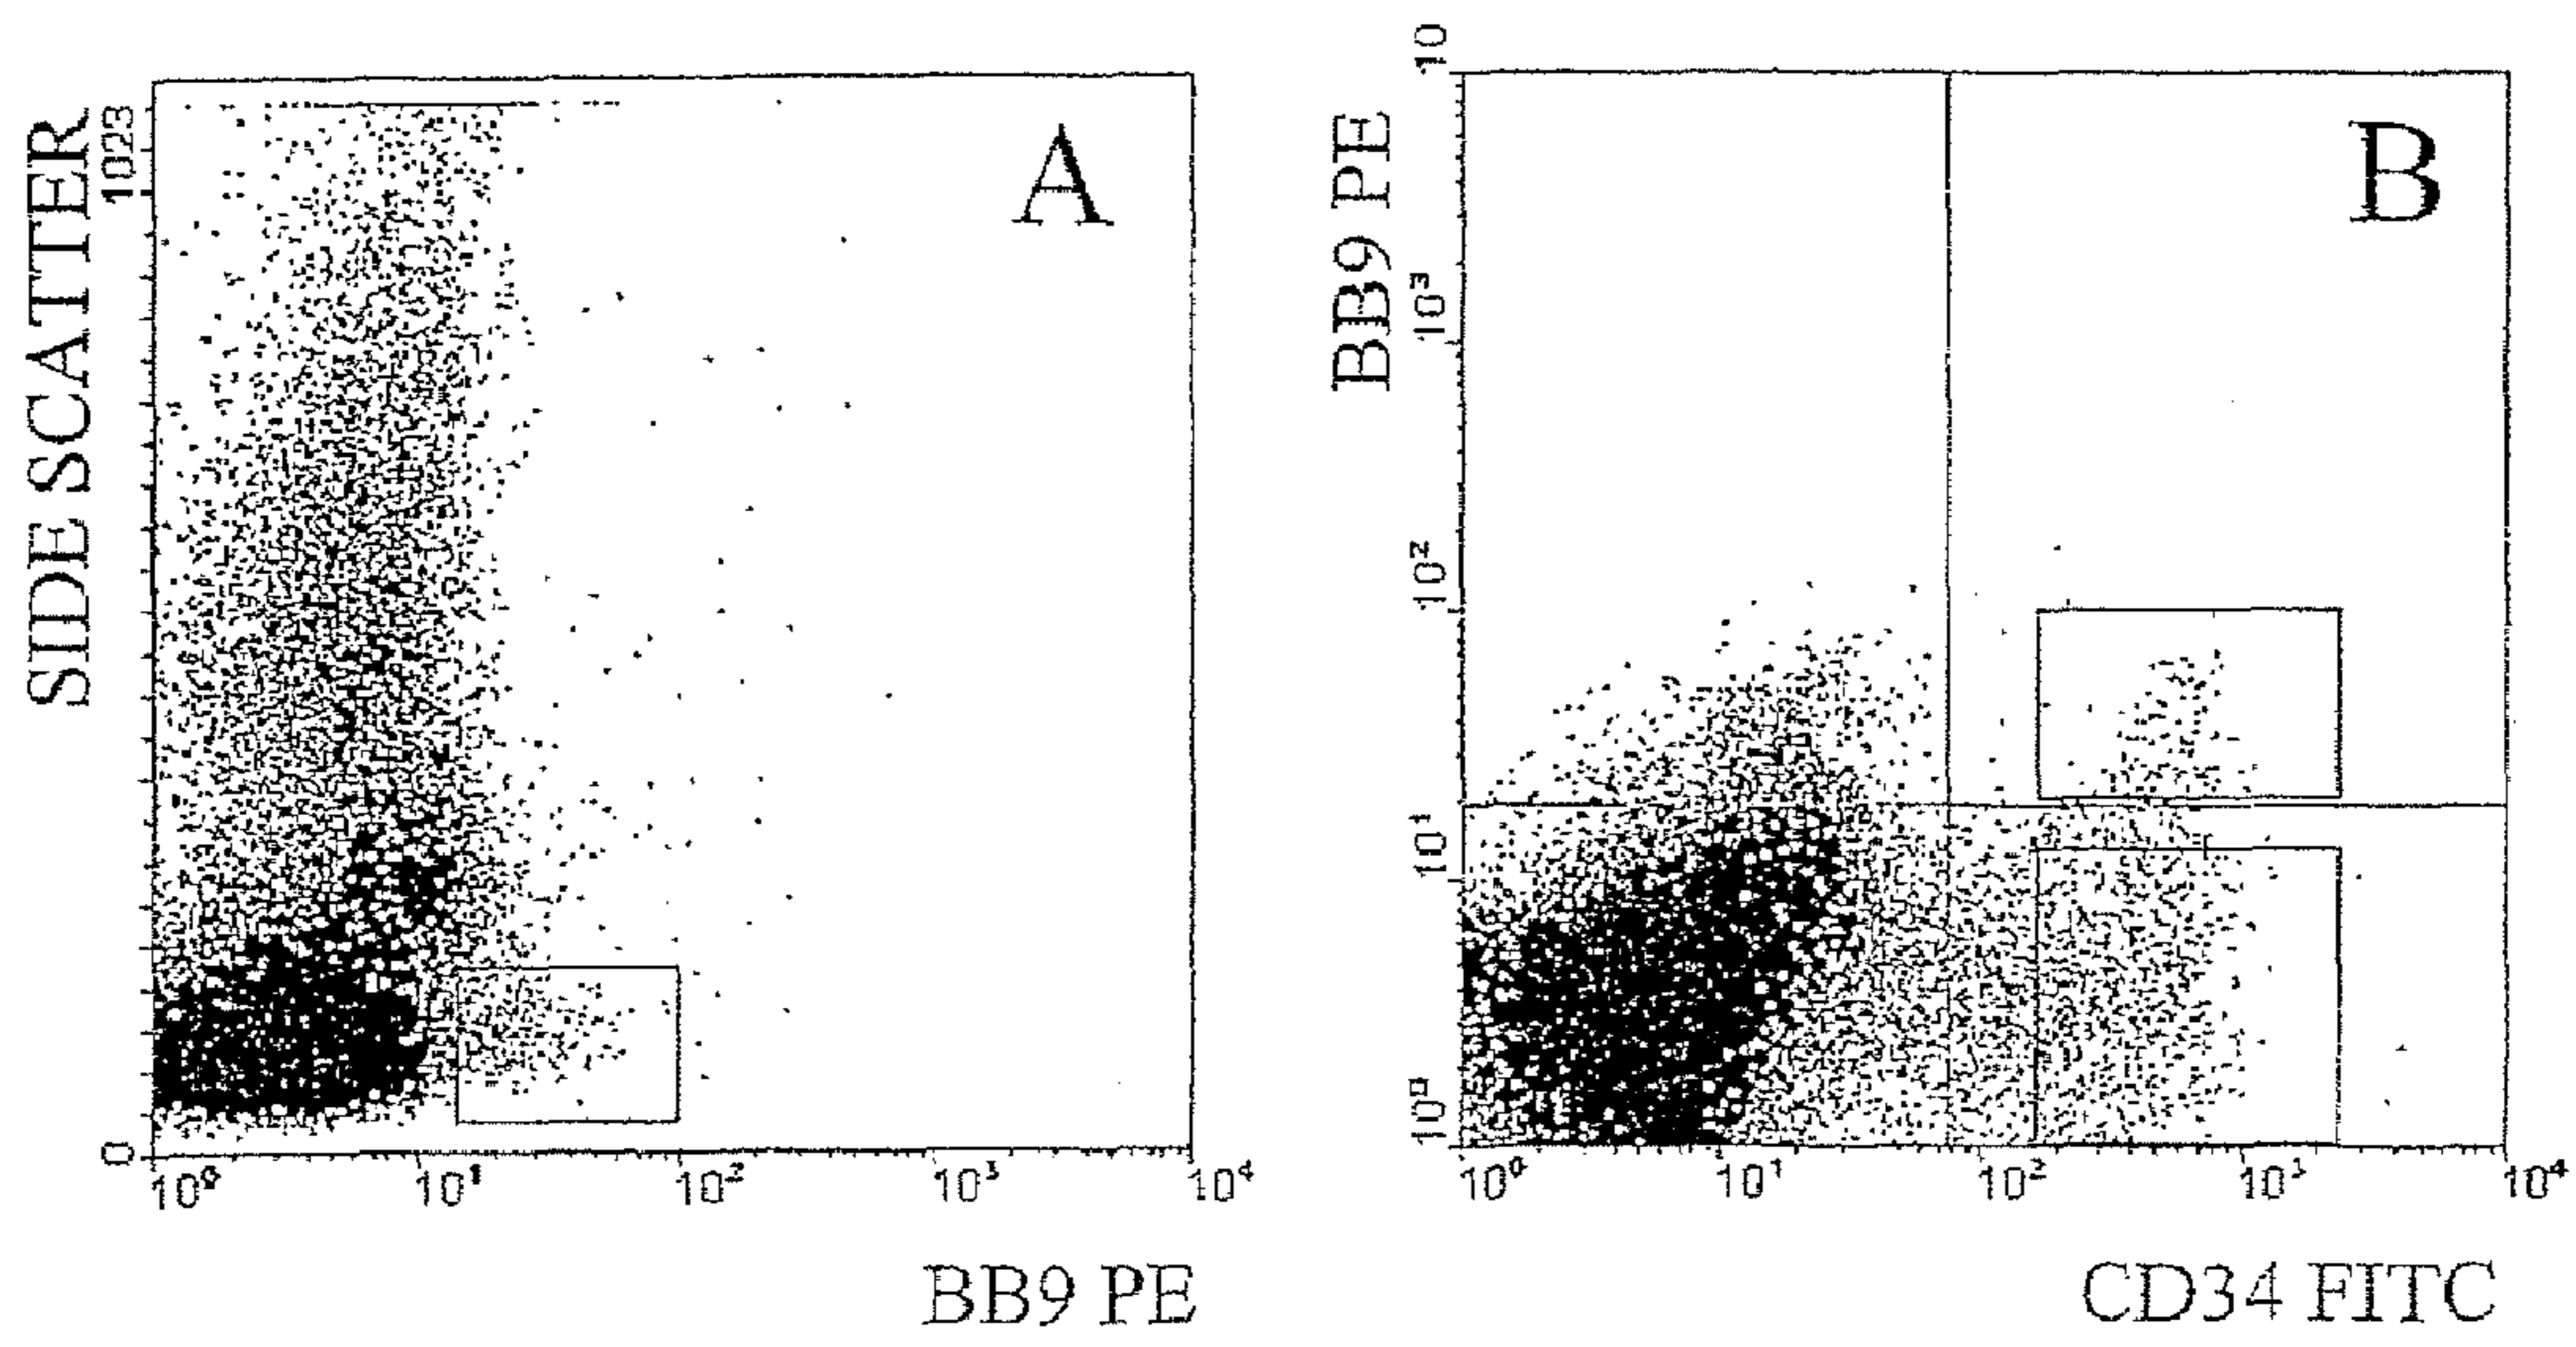 SIDE SCATTER
1023
0
A
10⁰ 10¹ 10² 10³ 10⁴
BB9 PE
BB9 PE
10
10³
10²
10¹
10⁰
B
10⁰ 10¹ 10² 10³ 10⁴
CD34 FITC